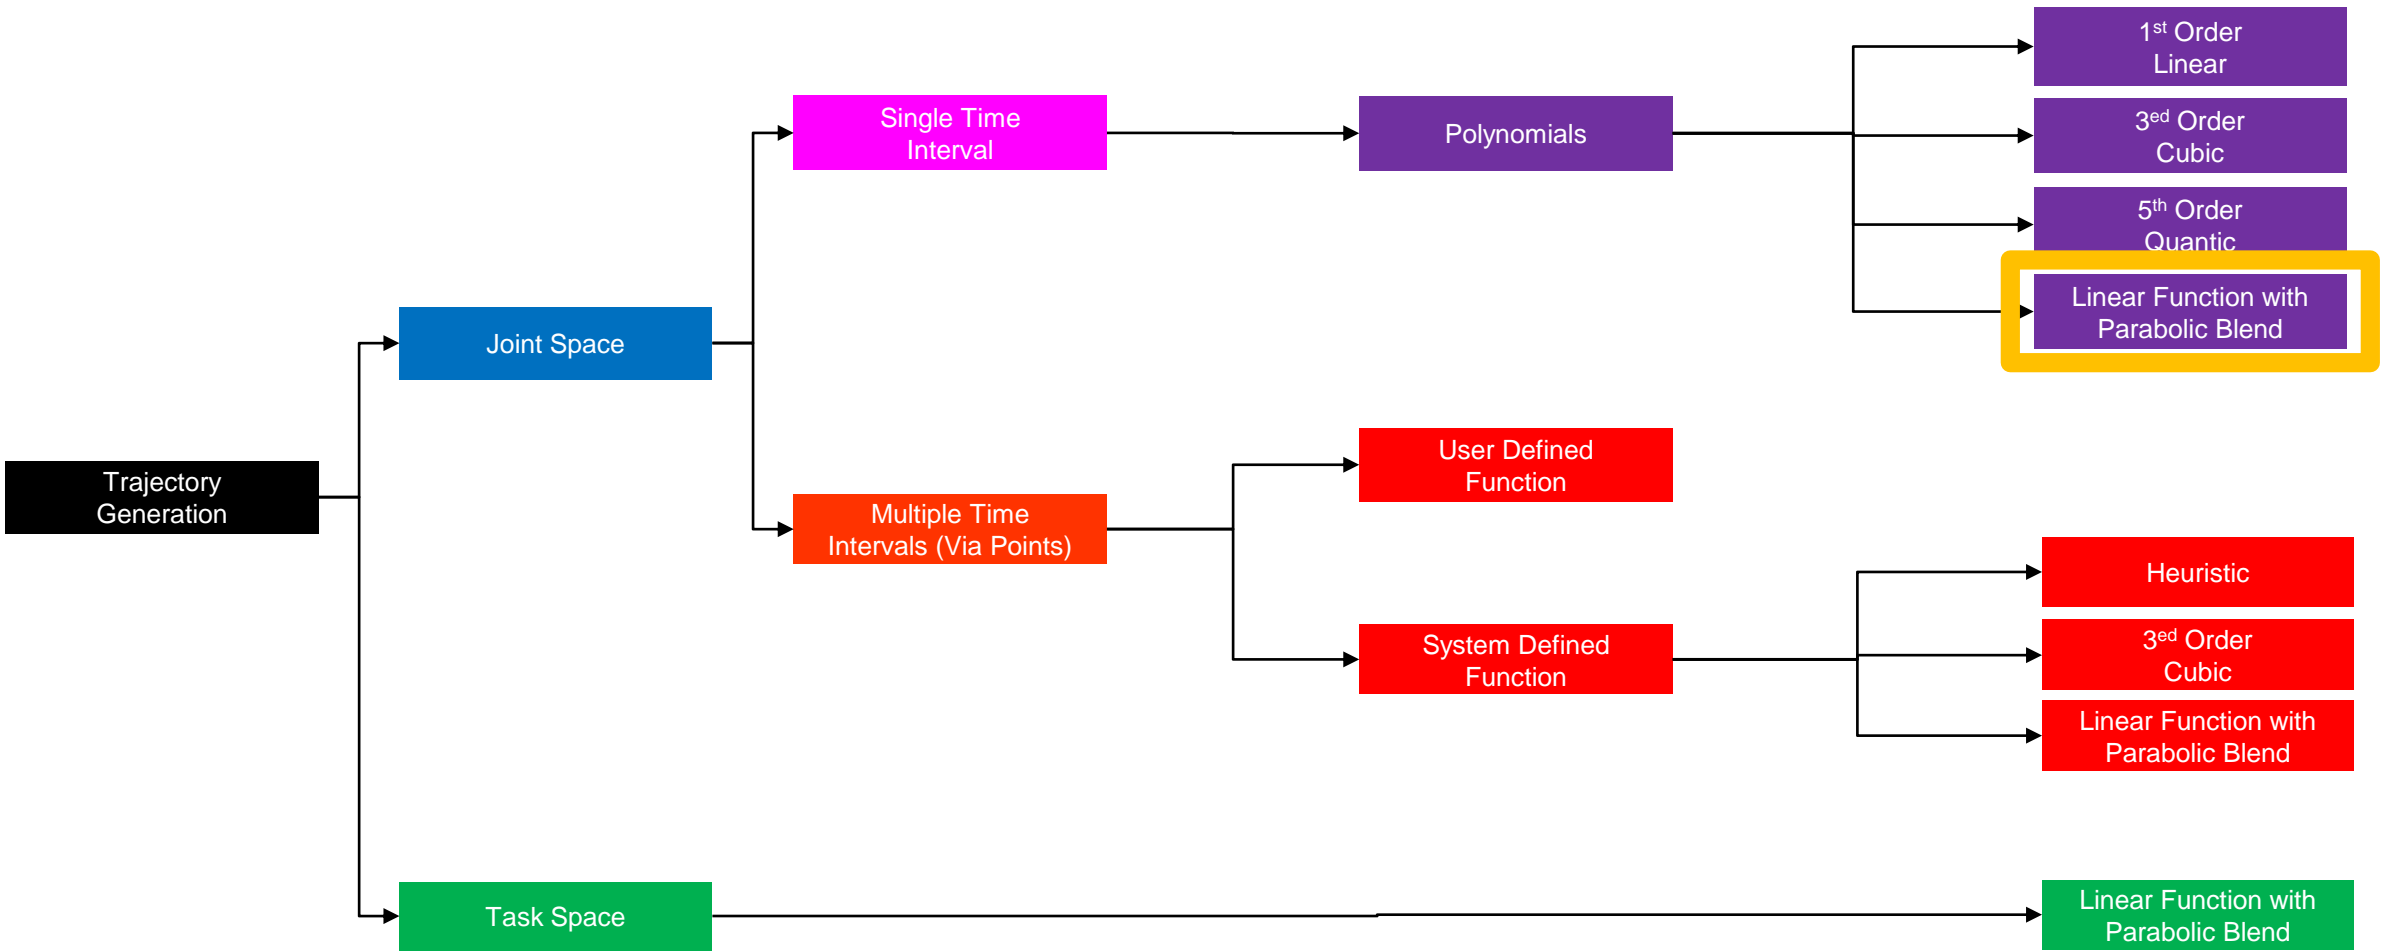 1st Order
Linear
Single Time
Interval
Polynomials
3ed Order
Cubic
5th Order
Quantic
Linear Function with
Parabolic Blend
Joint Space
User Defined
Function
Trajectory
Generation
Multiple Time
Intervals (Via Points)
Heuristic
System Defined
Function
3ed Order
Cubic
Linear Function with
Parabolic Blend
Task Space
Linear Function with
Parabolic Blend